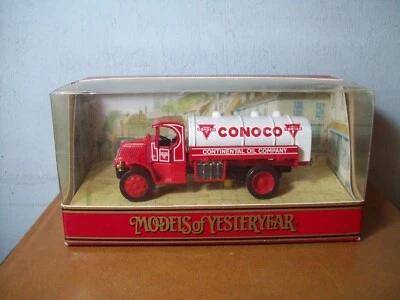 CONOCO
CONTINENTAL OIL COMPANY
MODELS of YESTERYEAR